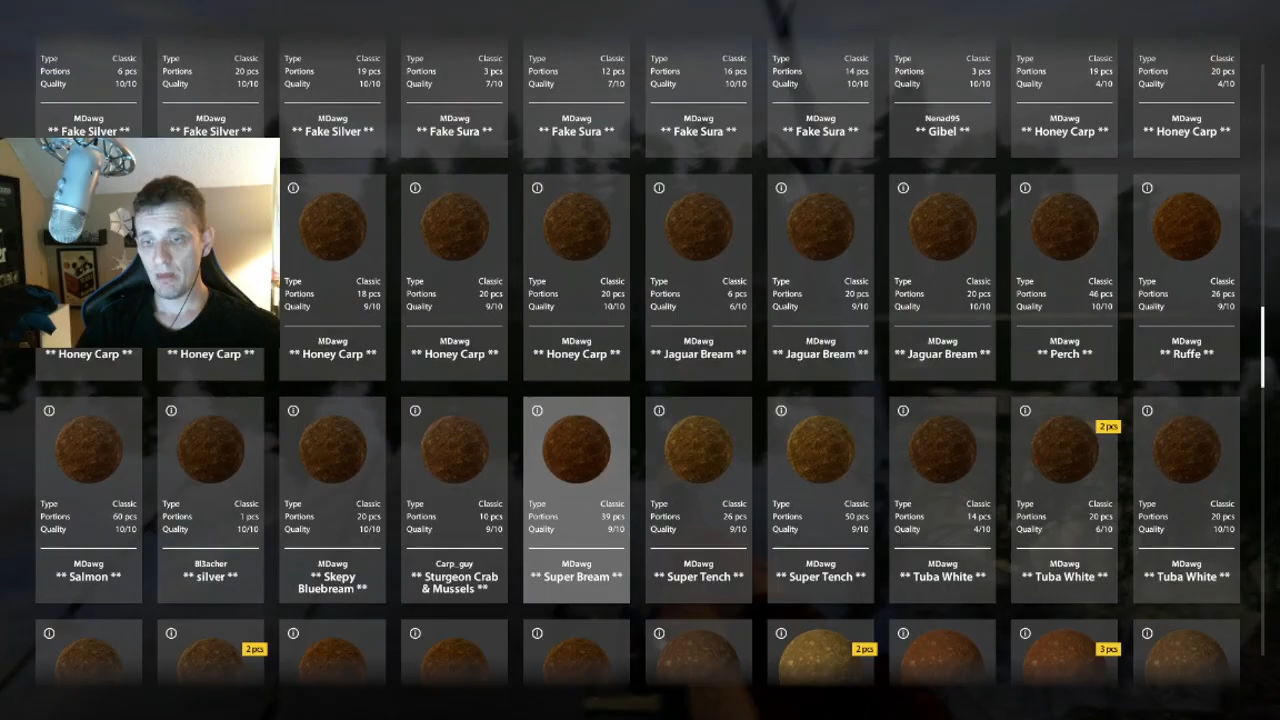 Type Classic Type Classic Type Classic Type Classic Type Classic Type Classic Type Classic Type Classic Type Classic Type Classic
Portions 6 pcs Portions 20 pcs Portions 19 pcs Portions 3 pcs Portions 12 pcs Portions 16 pcs Portions 14 pcs Portions 3 pcs Portions 19 pcs Portions 20 pcs
Quality 10/10 Quality 10/10 Quality 10/10 Quality 7/10 Quality 7/10 Quality 10/10 Quality 10/10 Quality 10/10 Quality 4/10 Quality 4/10
MDawg MDawg MDawg MDawg MDawg MDawg MDawg Nenad95 MDawg MDawg
** Fake Silver ** ** Fake Silver ** ** Fake Silver ** ** Fake Sura ** ** Fake Sura ** ** Fake Sura ** ** Fake Sura ** ** Gibel ** ** Honey Carp ** ** Honey Carp **
Type Classic Type Classic Type Classic Type Classic Type Classic Type Classic Type Classic Type Classic
Portions 18 pcs Portions 20 pcs Portions 20 pcs Portions 6 pcs Portions 20 pcs Portions 20 pcs Portions 46 pcs Portions 26 pcs
Quality 9/10 Quality 9/10 Quality 10/10 Quality 6/10 Quality 9/10 Quality 10/10 Quality 10/10 Quality 9/10
MDawg MDawg MDawg MDawg MDawg MDawg MDawg MDawg
** Honey Carp ** ** Honey Carp ** ** Honey Carp ** ** Honey Carp ** ** Honey Carp ** ** Jaguar Bream ** ** Jaguar Bream ** ** Jaguar Bream ** ** Perch ** ** Ruffe **
2 pcs
Type Classic Type Classic Type Classic Type Classic Type Classic Type Classic Type Classic Type Classic Type Classic Type Classic
Portions 60 pcs Portions 1 pcs Portions 20 pcs Portions 10 pcs Portions 39 pcs Portions 26 pcs Portions 50 pcs Portions 14 pcs Portions 20 pcs Portions 20 pcs
Quality 10/10 Quality 10/10 Quality 10/10 Quality 9/10 Quality 9/10 Quality 9/10 Quality 9/10 Quality 4/10 Quality 6/10 Quality 10/10
MDawg Bl3acher MDawg Carp_guy MDawg MDawg MDawg MDawg MDawg MDawg
** Salmon ** ** silver ** ** Skepy ** Sturgeon Crab ** Super Bream ** ** Super Tench ** ** Super Tench ** ** Tuba White ** ** Tuba White ** ** Tuba White **
Bluebream ** & Mussels **
2 pcs 2 pcs 3 pcs